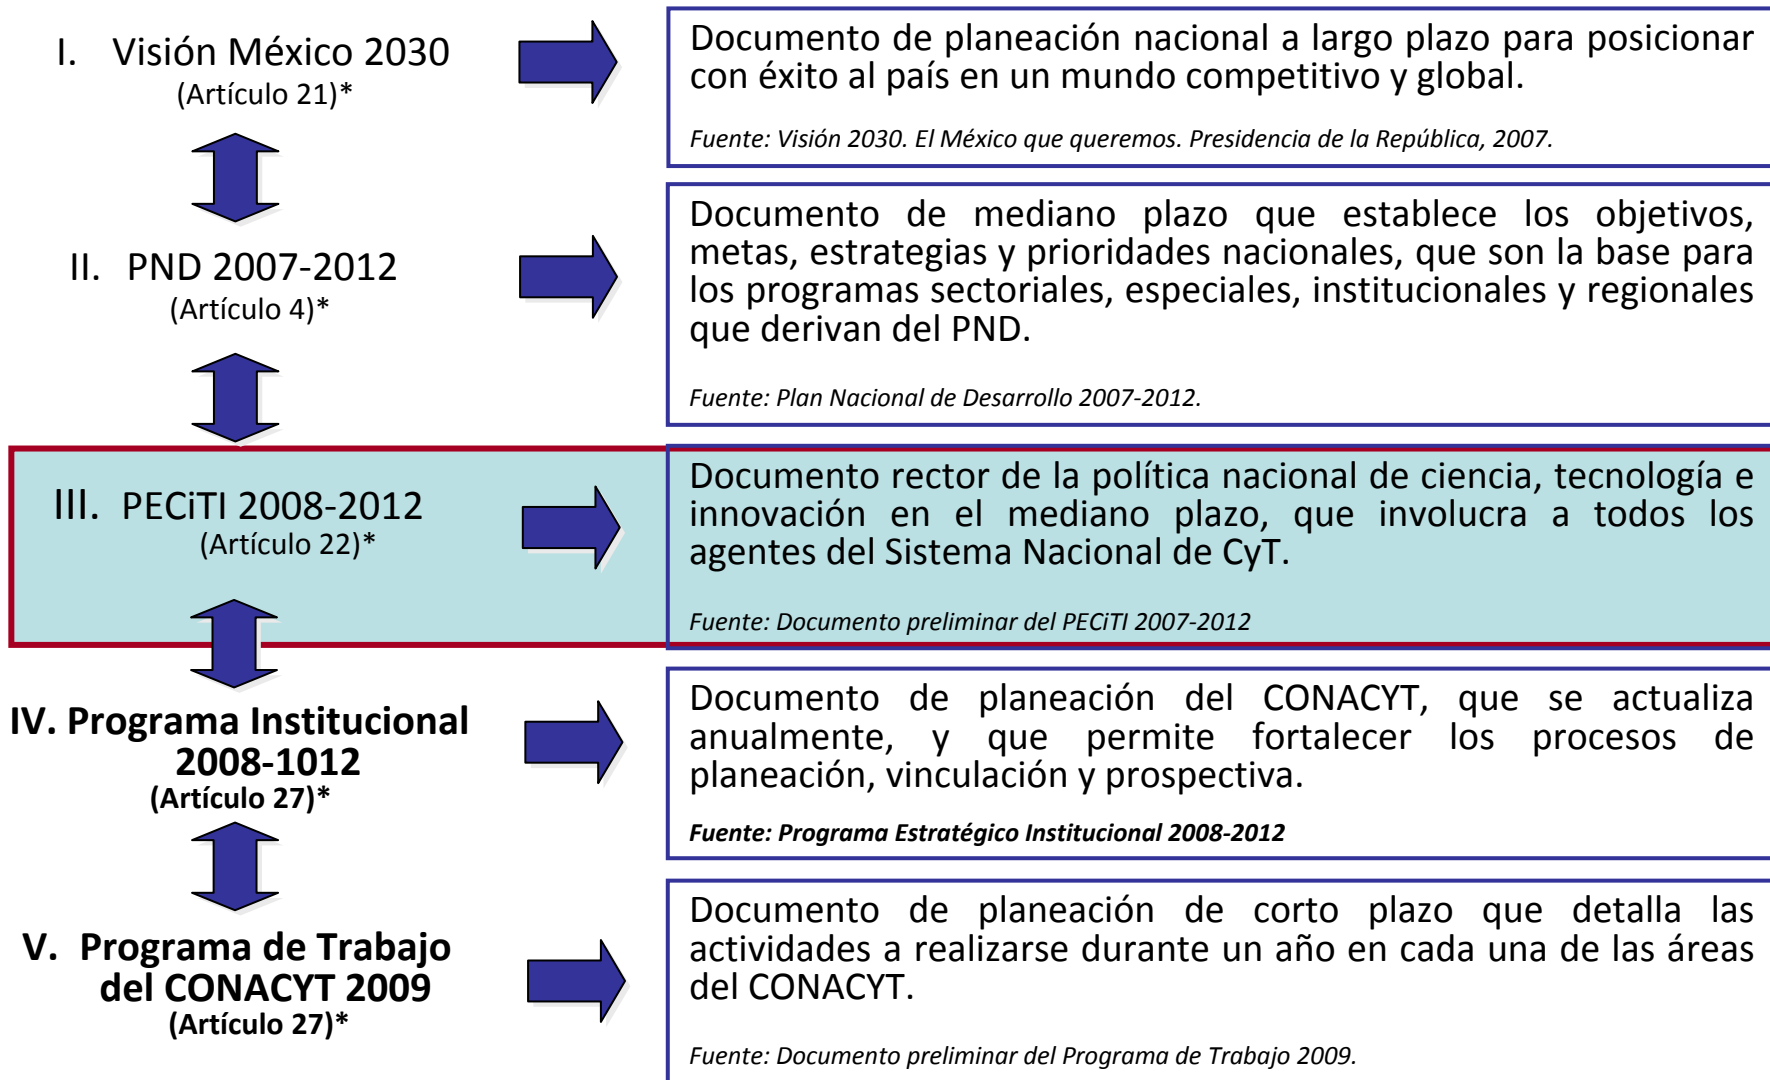 I. Visión México 2030
(Artículo 21)*
Documento de planeación nacional a largo plazo para posicionar
con éxito al país en un mundo competitivo y global.
Fuente: Visión 2030. El México que queremos. Presidencia de la República, 2007.
II. PND 2007-2012
(Artículo 4)*
Documento de mediano plazo que establece los objetivos,
metas, estrategias y prioridades nacionales, que son la base para
los programas sectoriales, especiales, institucionales y regionales
que derivan del PND.
Fuente: Plan Nacional de Desarrollo 2007-2012.
III. PECiTI 2008-2012
(Artículo 22)*
Documento rector de la política nacional de ciencia, tecnología e
innovación en el mediano plazo, que involucra a todos los
agentes del Sistema Nacional de CyT.
Fuente: Documento preliminar del PECiTI 2007-2012
IV. Programa Institucional
2008-1012
(Artículo 27)*
Documento de planeación del CONACYT, que se actualiza
anualmente, y que permite fortalecer los procesos de
planeación, vinculación y prospectiva.
Fuente: Programa Estratégico Institucional 2008-2012
V. Programa de Trabajo
del CONACYT 2009
(Artículo 27)*
Documento de planeación de corto plazo que detalla las
actividades a realizarse durante un año en cada una de las áreas
del CONACYT.
Fuente: Documento preliminar del Programa de Trabajo 2009.